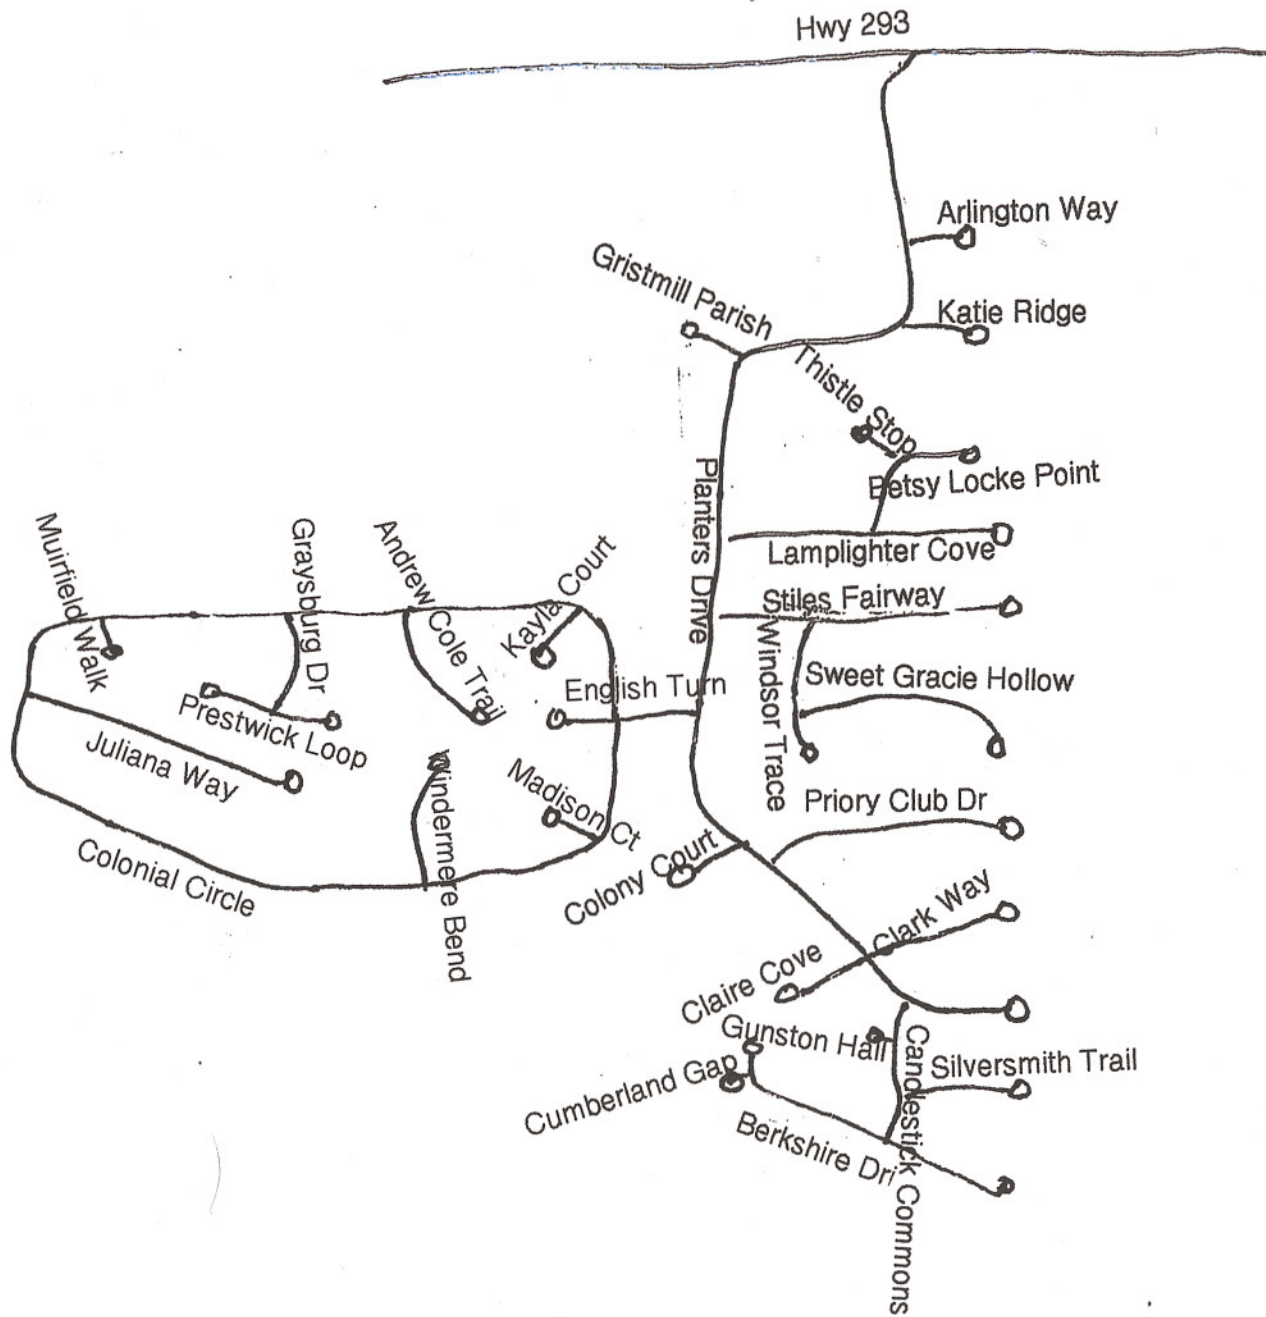 Hwy 293
Arlington Way
Gristmill Parish
Katie Ridge
Thistle Stop
Betsy Locke Point
Planters Drive
Lamplighter Cove
Stiles Fairway
Muirfield Walk
Graysburg Dr
Andrew Cole Trail
Kayla Court
English Turn
Windsor Trace
Sweet Gracie Hollow
Prestwick Loop
Juliana Way
Windermere Bend
Madison Ct
Priory Club Dr
Colony Court
Colonial Circle
Clark Way
Claire Cove
Gunston Hall
Candlestick Commons
Silversmith Trail
Cumberland Gap
Berkshire Dri